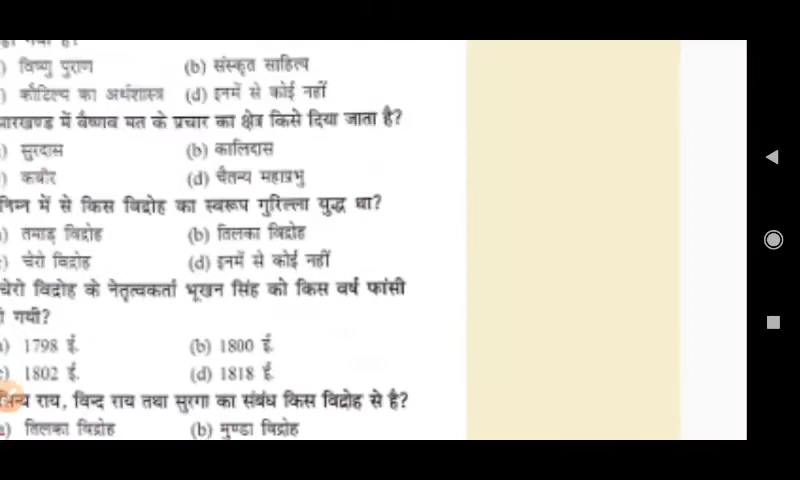 ) विष्णु पुराण (b) संस्कृत साहित्य
) कौटिल्य का अर्थशास्त्र (d) इनमें से कोई नहीं
झारखण्ड में वैष्णव मत के प्रचार का क्षेत्र किसे दिया जाता है?
) सुरदास (b) कालिदास
) कबीर (d) चैतन्य महाप्रभु
निम्न में से किस विद्रोह का स्वरूप गुरिल्ला युद्ध था?
) तमाड़ विद्रोह (b) तिलका विद्रोह
) चेरो विद्रोह (d) इनमें से कोई नहीं
चेरो विद्रोह के नेतृत्वकर्ता भूखन सिंह को किस वर्ष फांसी
गयी?
) 1798 ई. (b) 1800 ई.
) 1802 ई. (d) 1818 ई.
राय, विन्द राय तथा सुरगा का संबंध किस विद्रोह से है?
) तिलका विद्रोह (b) मुण्डा विद्रोह